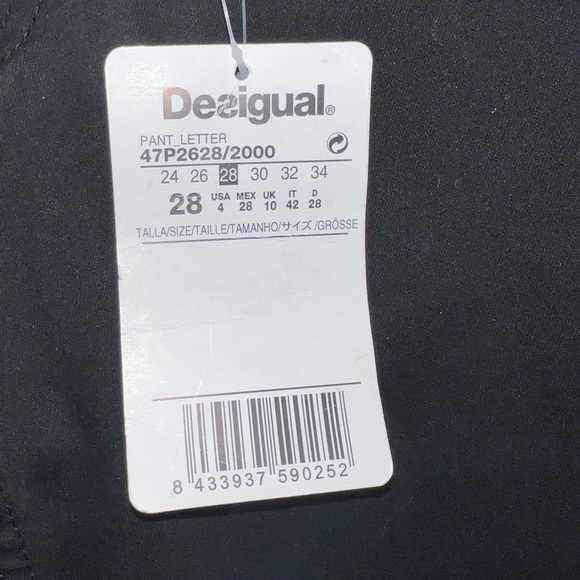 Desigual®
PANT_LETTER
47P2628/2000
24 26 28 30 32 34
28 USA 4 MEX 28 UK 10 IT 42 D 28
TALLA/SIZE/TAILLE/TAMANHO/サイズ/GRÖSSE
8 433937 590252